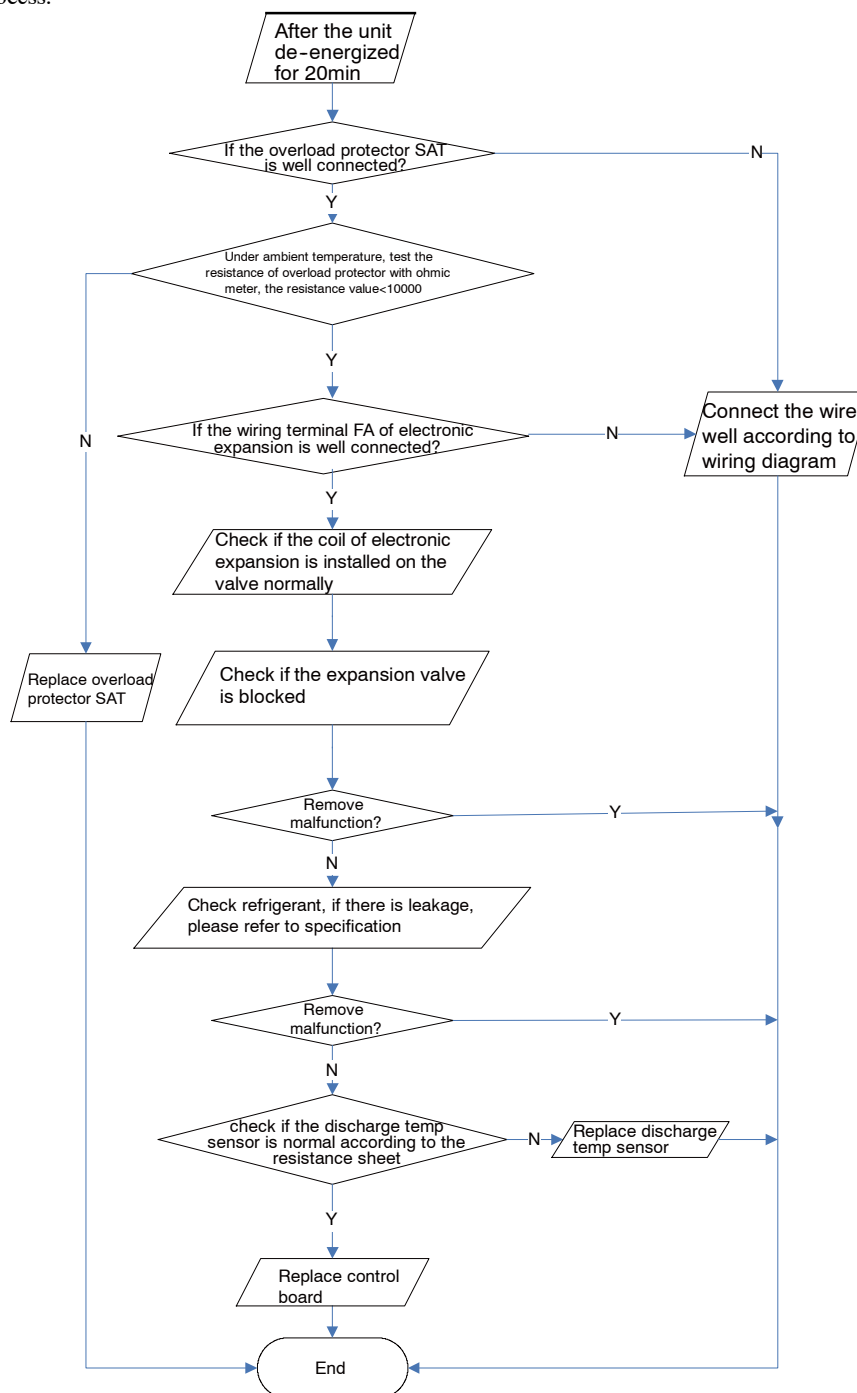 ocess.
After the unit
de-energized
for 20min
If the overload protector SAT
is well connected?
N
Y
Under ambient temperature, test the
resistance of overload protector with ohmic
meter, the resistance value<10000
Y
N
If the wiring terminal FA of electronic
expansion is well connected?
N
Connect the wire
well according to
wiring diagram
Y
Check if the coil of electronic
expansion is installed on the
valve normally
Replace overload
protector SAT
Check if the expansion valve
is blocked
Remove
malfunction?
Y
N
Check refrigerant, if there is leakage,
please refer to specification
Remove
malfunction?
Y
N
check if the discharge temp
sensor is normal according to the
resistance sheet
N
Replace discharge
temp sensor
Y
Replace control
board
End